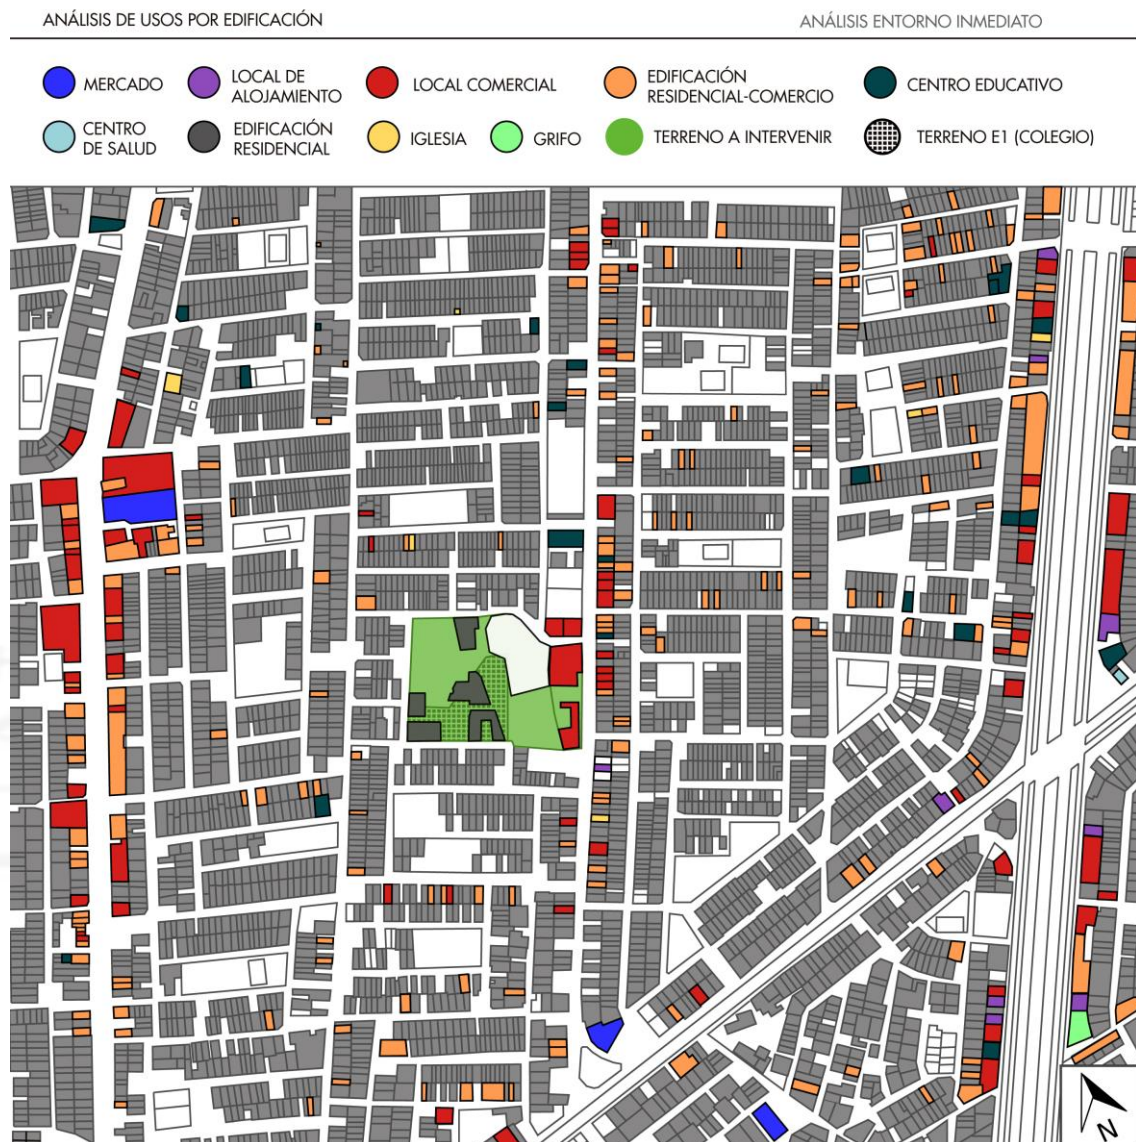 ANÁLISIS DE USOS POR EDIFICACIÓN
ANÁLISIS ENTORNO INMEDIATO
MERCADO
LOCAL DE
ALOJAMIENTO
LOCAL COMERCIAL
EDIFICACIÓN
RESIDENCIAL-COMERCIO
CENTRO EDUCATIVO
CENTRO
DE SALUD
EDIFICACIÓN
RESIDENCIAL
IGLESIA
GRIFO
TERRENO A INTERVENIR
TERRENO E1 (COLEGIO)
N